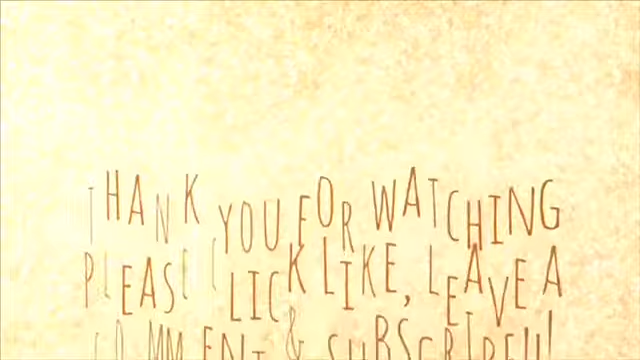 THANK YOU FOR WATCHING
PLEASE CLICK LIKE, LEAVE A
COMMENT & SUBSCRIBE!!